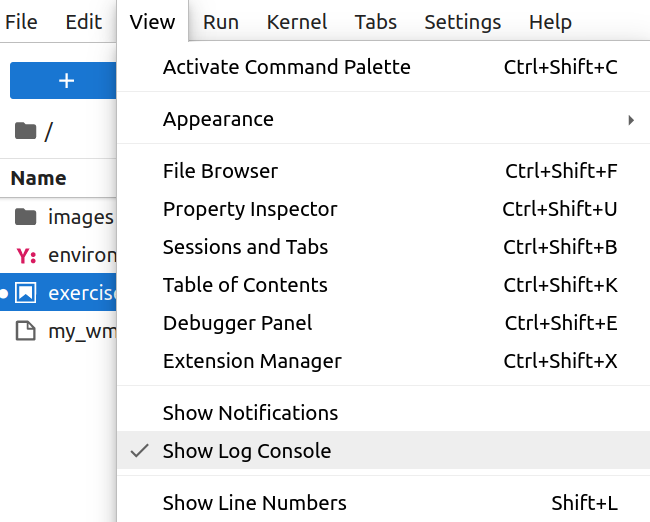 File Edit View Run Kernel Tabs Settings Help
+
/
Name
images
environ
exercise
my_wm
Activate Command Palette Ctrl+Shift+C
Appearance
File Browser Ctrl+Shift+F
Property Inspector Ctrl+Shift+U
Sessions and Tabs Ctrl+Shift+B
Table of Contents Ctrl+Shift+K
Debugger Panel Ctrl+Shift+E
Extension Manager Ctrl+Shift+X
Show Notifications
Show Log Console
Show Line Numbers Shift+L